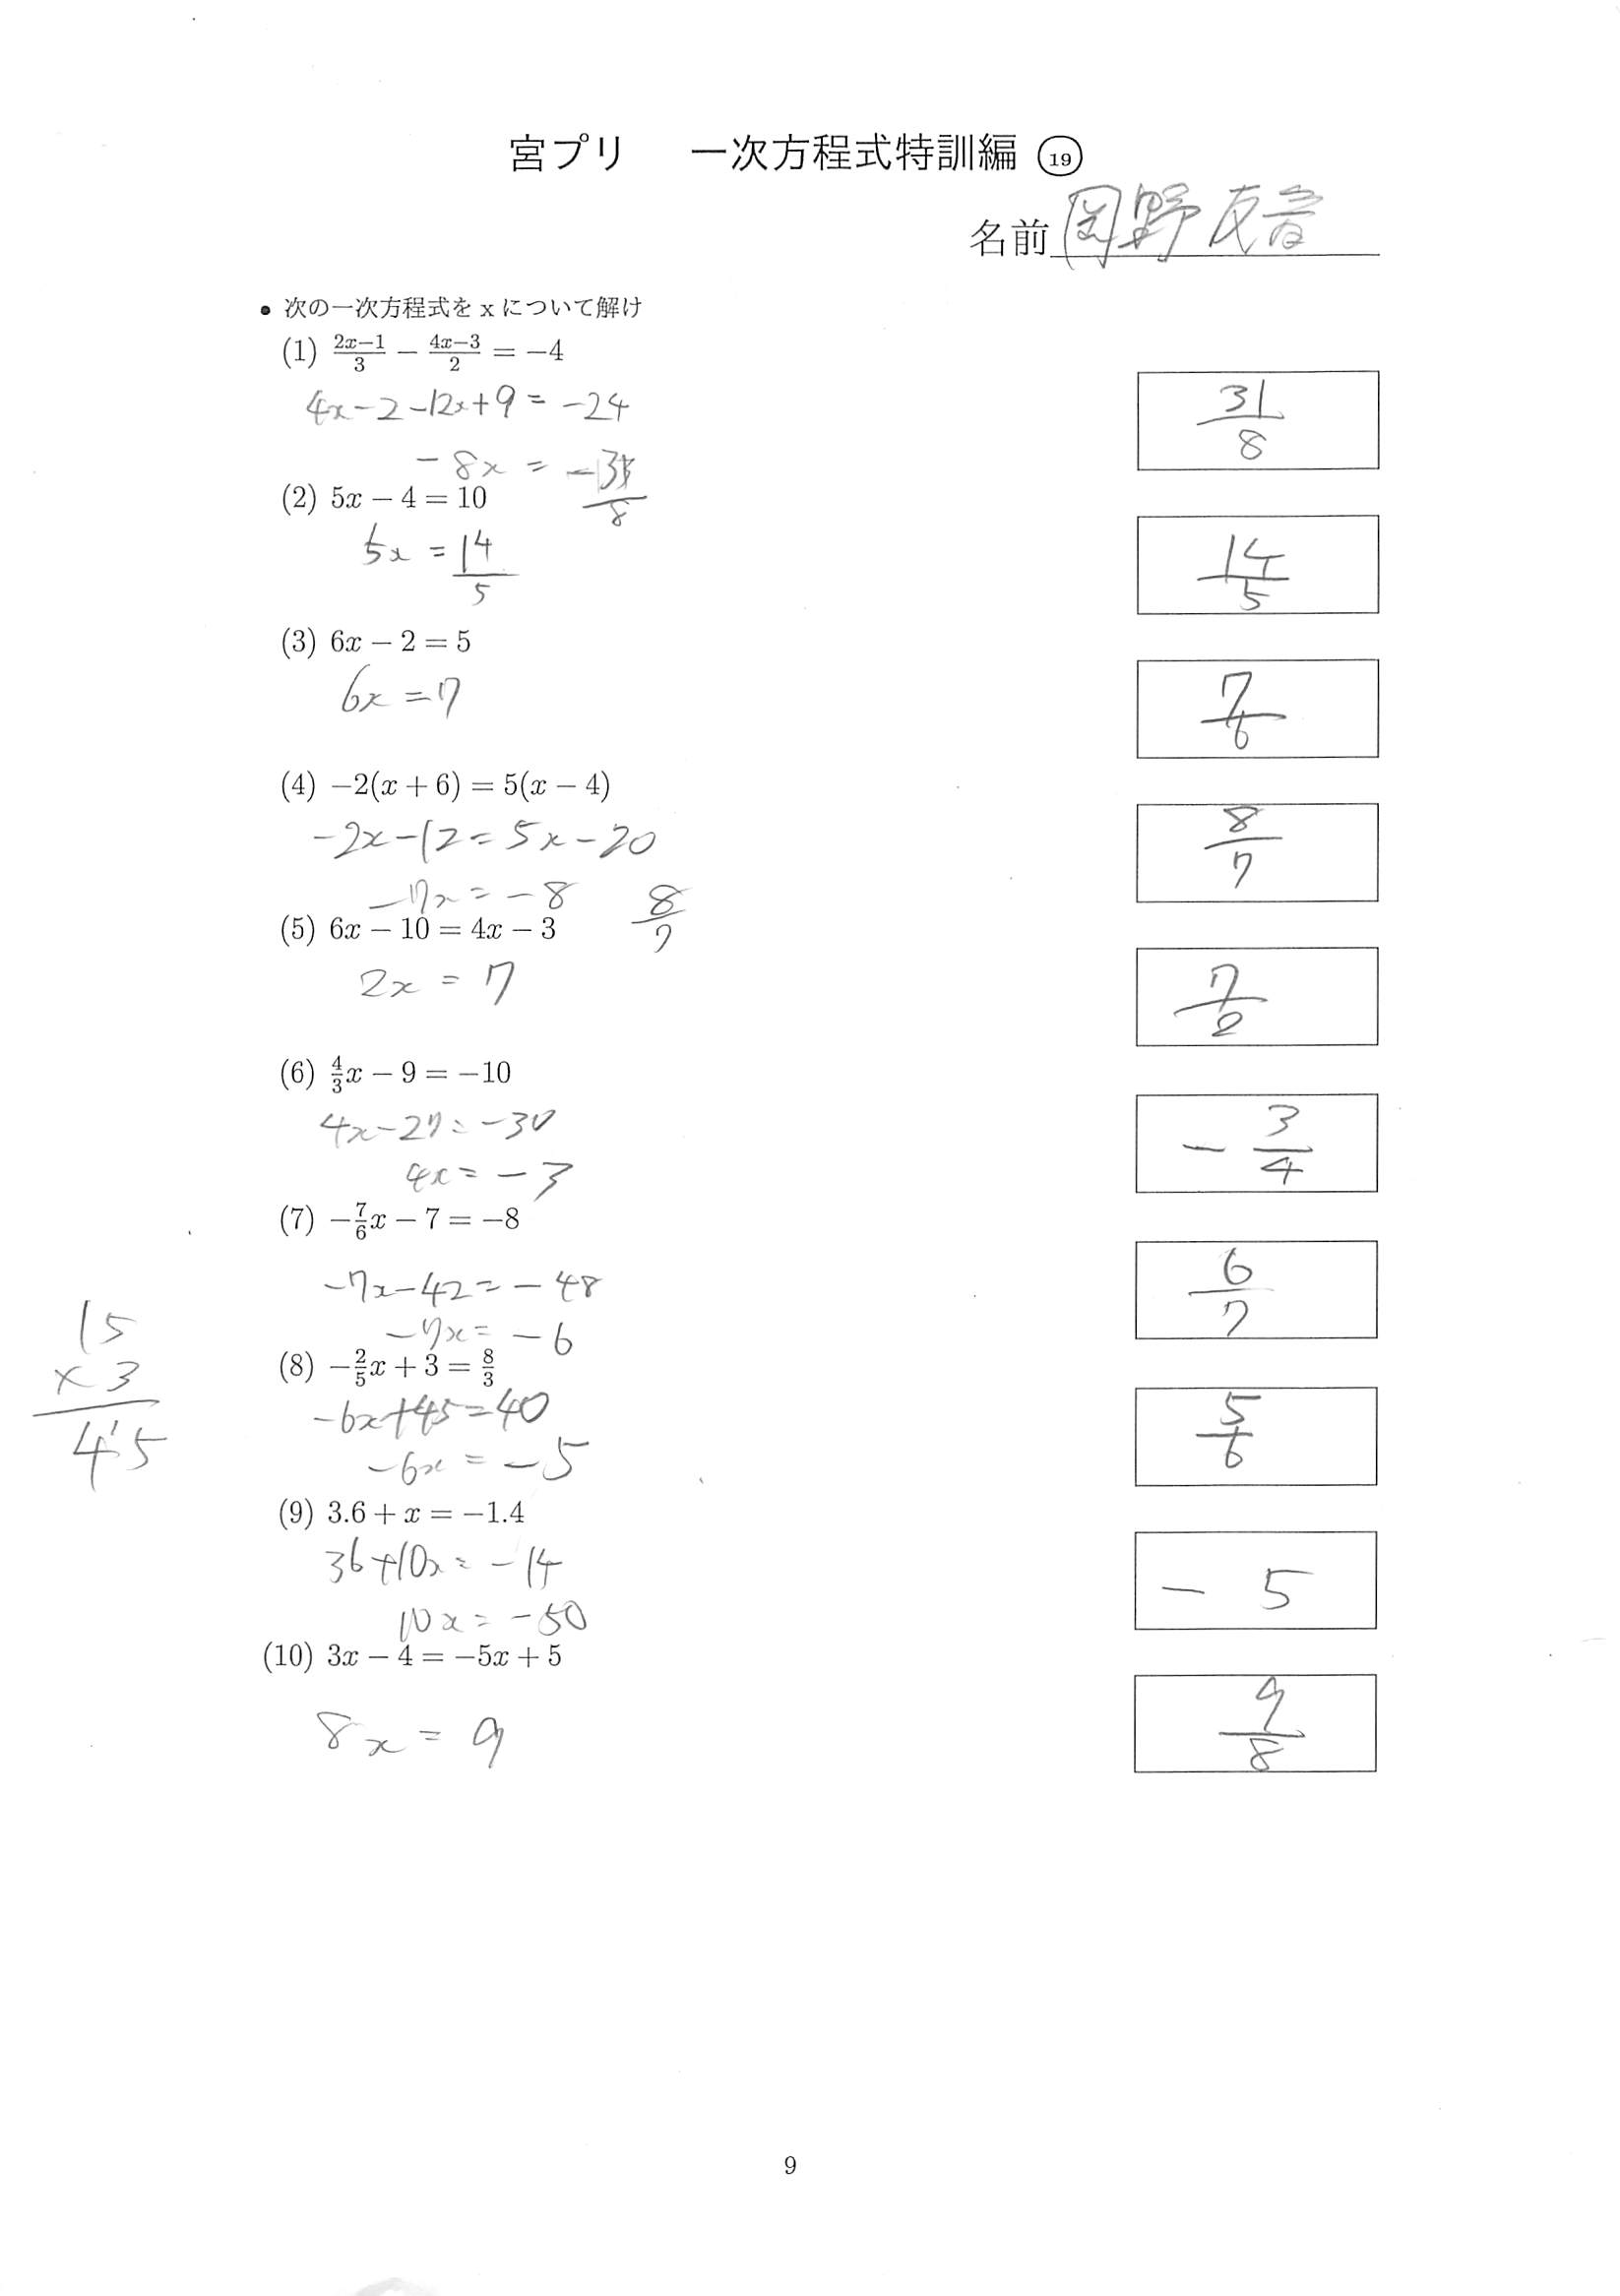 宮プリ 一次方程式特訓編 ⑲
名前 岡野友音
• 次の一次方程式を x について解け
(1) \frac{2x-1}{3} - \frac{4x-3}{2} = -4
4x-2-12x+9=-24
\frac{31}{8}
-8x = -\frac{31}{8}
(2) 5x - 4 = 10
5x = \frac{14}{5}
\frac{14}{5}
(3) 6x - 2 = 5
6x = 7
\frac{7}{6}
(4) -2(x + 6) = 5(x - 4)
-2x-12=5x-20
\frac{8}{7}
-7x=-8 \frac{8}{7}
(5) 6x - 10 = 4x - 3
2x = 7
\frac{7}{2}
(6) \frac{4}{3}x - 9 = -10
4x-27=-30
-\frac{3}{4}
4x=-3
(7) -\frac{7}{6}x - 7 = -8
-7x-42=-48
\frac{6}{7}
-7x=-6
(8) -\frac{2}{5}x + 3 = \frac{8}{3}
15
×3
45
-6x+45=40
\frac{5}{6}
-6x=-5
(9) 3.6 + x = -1.4
36+10x=-14
-5
10x=-50
(10) 3x - 4 = -5x + 5
8x = 9
\frac{9}{8}
9